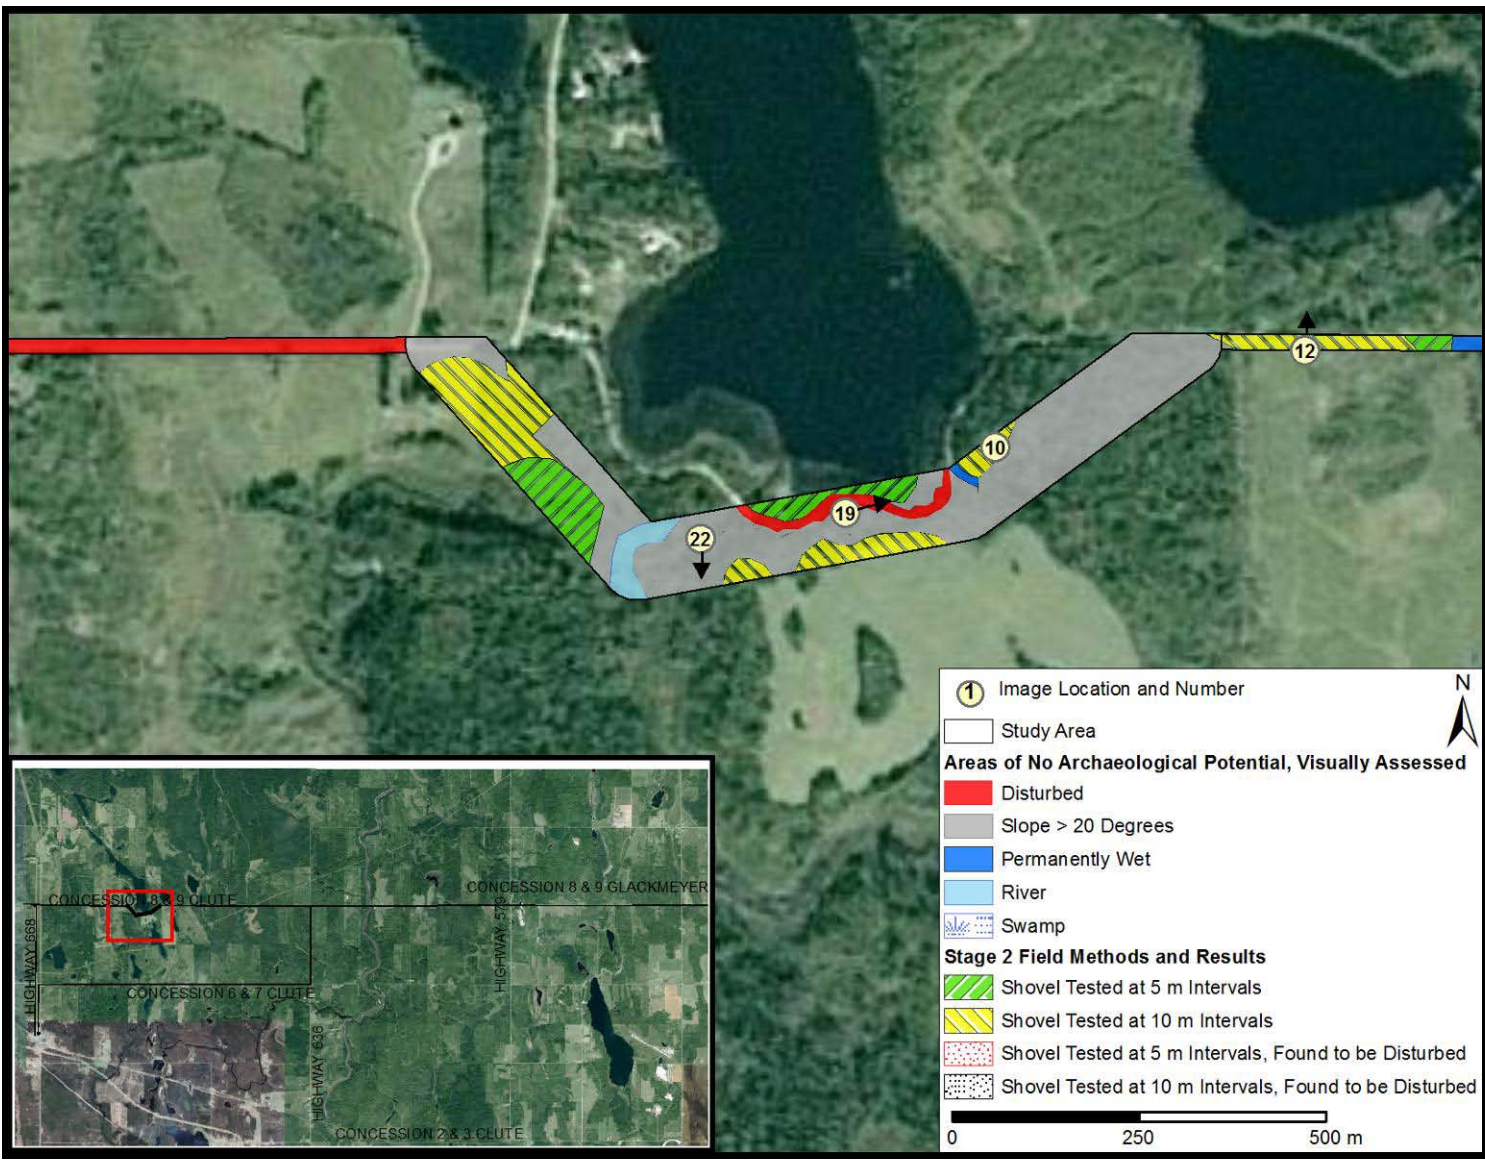 12
10
19
22
1 Image Location and Number
N
Study Area
Areas of No Archaeological Potential, Visually Assessed
Disturbed
Slope > 20 Degrees
Permanently Wet
River
Swamp
Stage 2 Field Methods and Results
Shovel Tested at 5 m Intervals
Shovel Tested at 10 m Intervals
Shovel Tested at 5 m Intervals, Found to be Disturbed
Shovel Tested at 10 m Intervals, Found to be Disturbed
0 250 500 m
CONCESSION 8 & 9 GLACKMEYER
CONCESSION 8 & 9 CLUTE
HIGHWAY 668
HIGHWAY 579
CONCESSION 6 & 7 CLUTE
HIGHWAY 636
CONCESSION 2 & 3 CLUTE